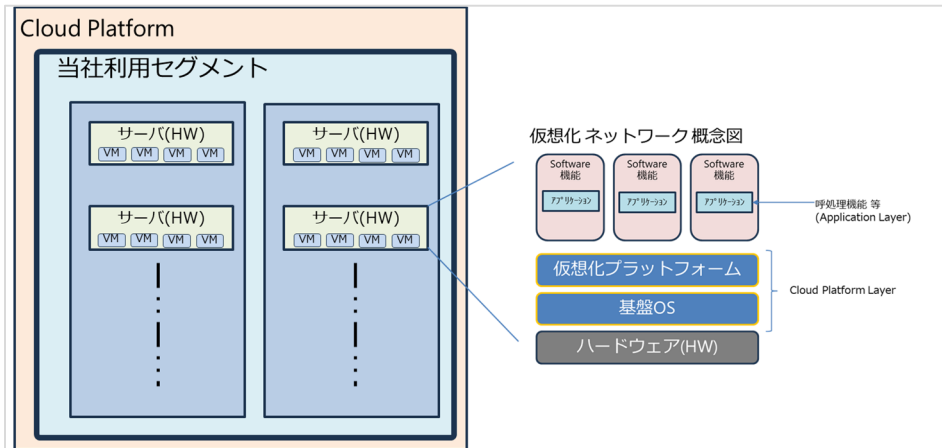 Cloud Platform
当社利用セグメント
サーバ(HW)
VM VM VM VM
サーバ(HW)
VM VM VM VM
サーバ(HW)
VM VM VM VM
サーバ(HW)
VM VM VM VM
仮想化 ネットワーク 概念図
Software
機能
アプリケーション
Software
機能
アプリケーション
Software
機能
アプリケーション
呼処理機能 等
(Application Layer)
仮想化プラットフォーム
基盤OS
Cloud Platform Layer
ハードウェア(HW)